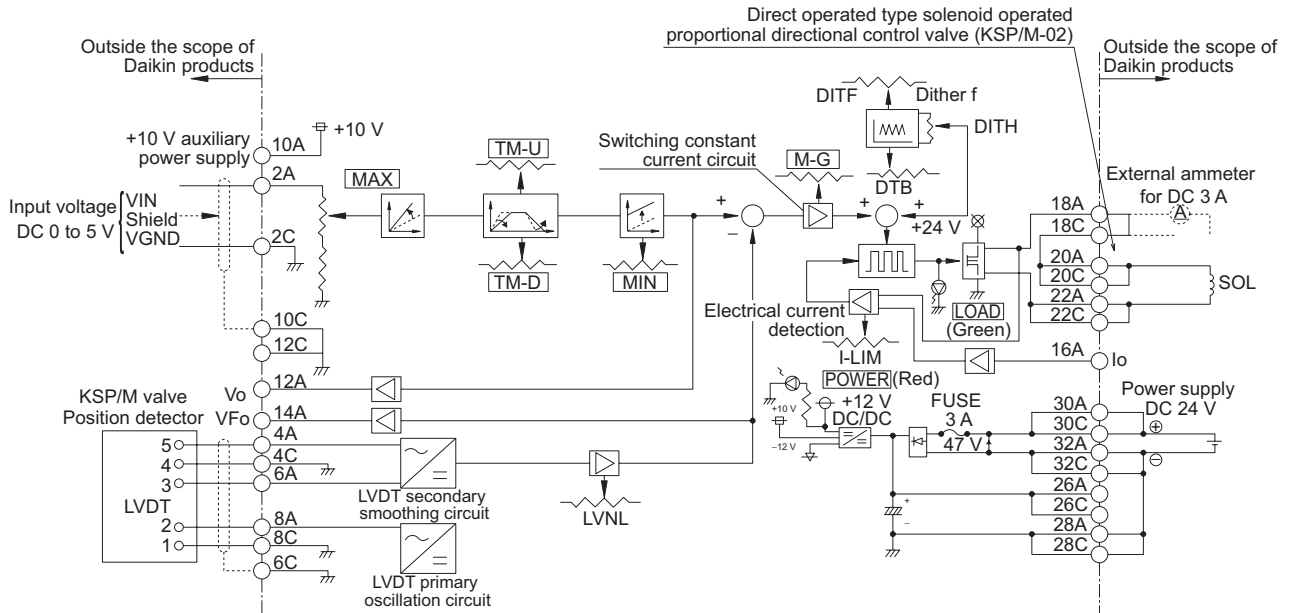 Direct operated type solenoid operated
proportional directional control valve (KSP/M-02)
Outside the scope of
Daikin products
Outside the scope of
Daikin products
DITF
Dither f
DITH
DTB
+10 V auxiliary
power supply
10A
+10 V
2A
Switching constant
current circuit
TM-U
M-G
MAX
External ammeter
for DC 3 A
A
Input voltage
DC 0 to 5 V
VIN
Shield
VGND
2C
+
−
+
+
+24 V
18A
18C
20A
20C
22A
22C
SOL
TM-D
MIN
Electrical current
detection
LOAD
(Green)
I-LIM
16A
Io
10C
12C
Vo
12A
VFo
14A
KSP/M valve
Position detector
5
4
3
LVDT
2
1
4A
4C
6A
8A
8C
6C
LVDT secondary
smoothing circuit
LVDT primary
oscillation circuit
LVNL
POWER (Red)
+10 V
+12 V
DC/DC
−12 V
FUSE
3 A
47 V
+
−
Power supply
DC 24 V
30A
30C
32A
32C
26A
26C
28A
28C
+
−